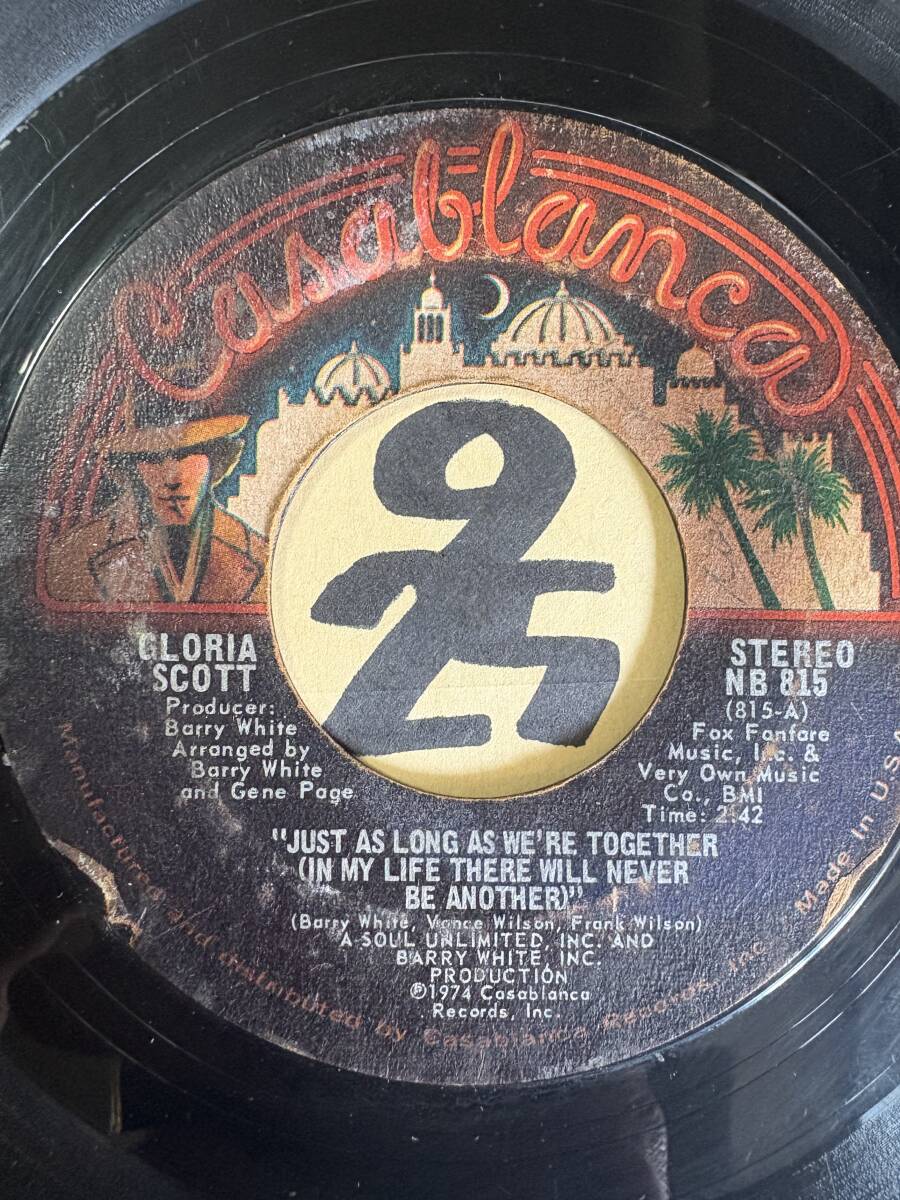 Casablanca
9
25
GLORIA
SCOTT
Producer:
Barry White
Arranged by
Barry White
and Gene Page
STEREO
NB 815
(815-A)
Fox Fanfare
Music, Inc. &
Very Own Music
Co., BMI
Time: 2:42
"JUST AS LONG AS WE'RE TOGETHER
(IN MY LIFE THERE WILL NEVER
BE ANOTHER)"
(Barry White, Vance Wilson, Frank Wilson)
A SOUL UNLIMITED, INC. AND
BARRY WHITE, INC.
PRODUCTION
℗1974 Casablanca
Records, Inc.
Manufactured and distributed by Casablanca Records, Inc. Made In U.S.A.